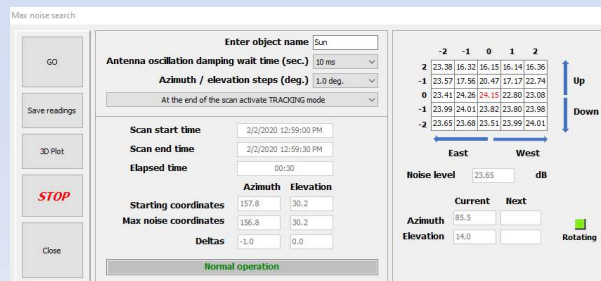 Max noise search
GO
Save readings
3D Plot
STOP
Close
Enter object name Sun
Antenna oscillation damping wait time (sec.) 10 ms
Azimuth / elevation steps (deg.) 1.0 deg.
At the end of the scan activate TRACKING mode
Scan start time 2/2/2020 12:59:00 PM
Scan end time 2/2/2020 12:59:30 PM
Elapsed time 00:30
Azimuth Elevation
Starting coordinates 157.8 30.2
Max noise coordinates 156.8 30.2
Deltas -1.0 0.0
Normal operation
-2 -1 0 1 2
2 23.38 16.32 16.15 16.14 16.36
-1 23.57 17.56 20.47 17.17 22.74
0 23.41 24.26 24.15 22.80 23.08
-1 23.99 24.01 23.82 23.80 23.98
-2 23.65 23.68 23.51 23.99 24.01
Up
Down
East West
Noise level 23.65 dB
Current Next
Azimuth 85.5
Elevation 14.0
Rotating